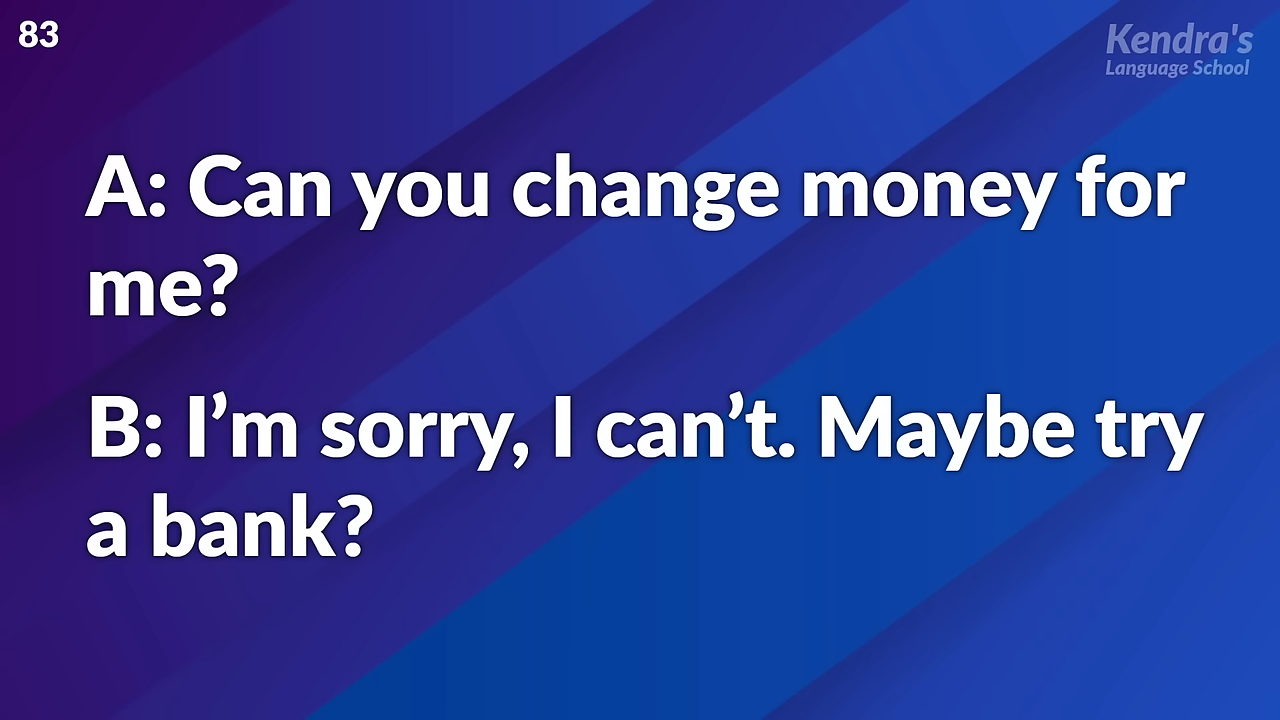 83
Kendra's
Language School
A: Can you change money for
me?
B: I’m sorry, I can’t. Maybe try
a bank?